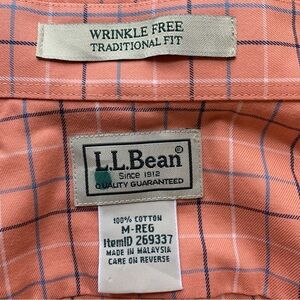 WRINKLE FREE
TRADITIONAL FIT
L.L.Bean®
Since 1912
QUALITY GUARANTEED
100% COTTON
M-REG
ItemID 269337
MADE IN MALAYSIA
CARE ON REVERSE